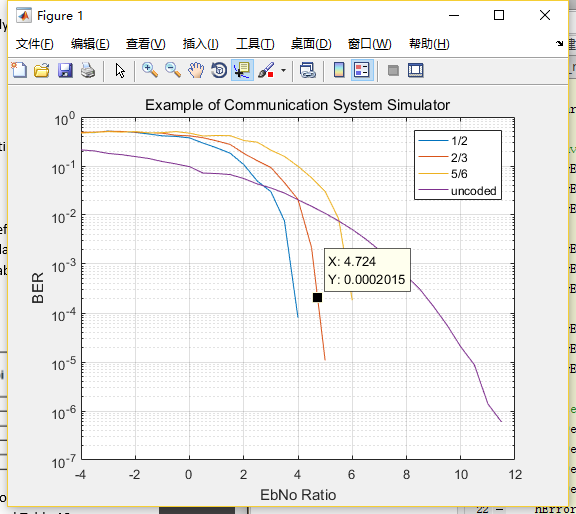 Figure 1
文件(F) 编辑(E) 查看(V) 插入(I) 工具(T) 桌面(D) 窗口(W) 帮助(H)
Example of Communication System Simulator
10^0
10^-1
10^-2
10^-3
10^-4
10^-5
10^-6
10^-7
BER
1/2
2/3
5/6
uncoded
X: 4.724
Y: 0.0002015
-4 -2 0 2 4 6 8 10 12
EbNo Ratio